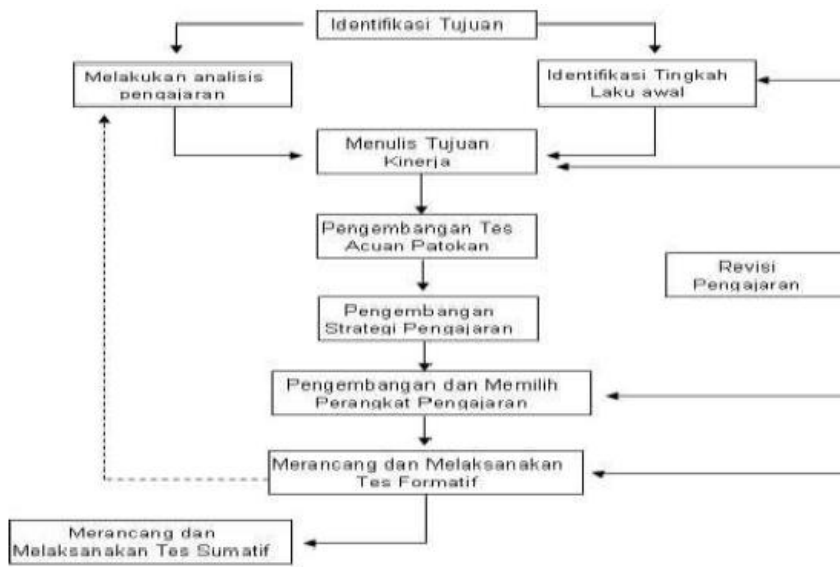 Identifikasi Tujuan
Melakukan analisis
pengajaran
Identifikasi Tingkah
Laku awal
Menulis Tujuan
Kinerja
Pengembangan Tes
Acuan Patokan
Revisi
Pengajaran
Pengembangan
Strategi Pengajaran
Pengembangan dan Memilih
Perangkat Pengajaran
Merancang dan Melaksanakan
Tes Formatif
Merancang dan
Melaksanakan Tes Sumatif